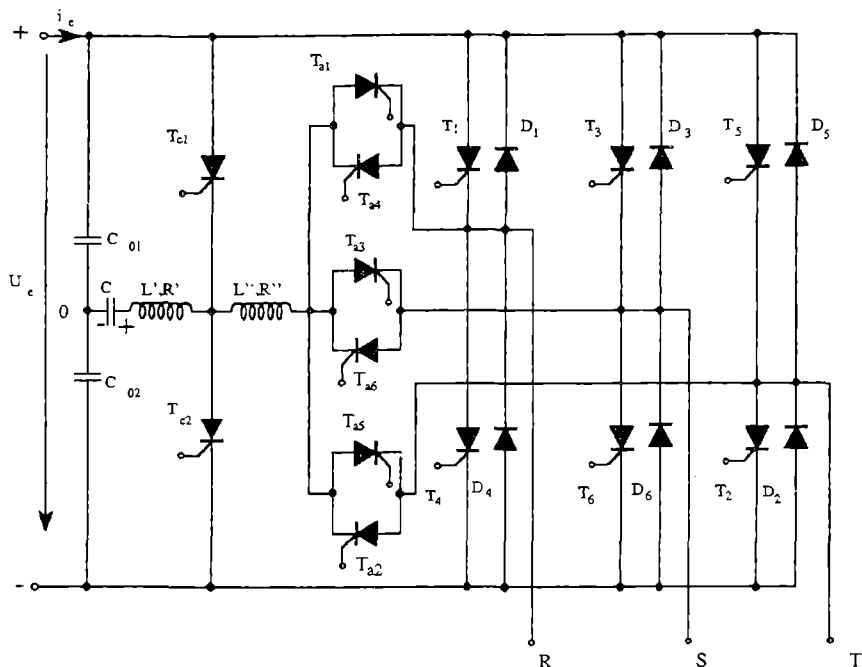 +
i e
T a1
T c1
T 1
D 1
T 3
D 3
T 5
D 5
T a4
T a3
C 01
U e
C
L'.R'
L".R"
0
- +
C 02
T c2
T a6
T a5
T 4
D 4
T 6
D 6
T 2
D 2
T a2
-
R
S
T